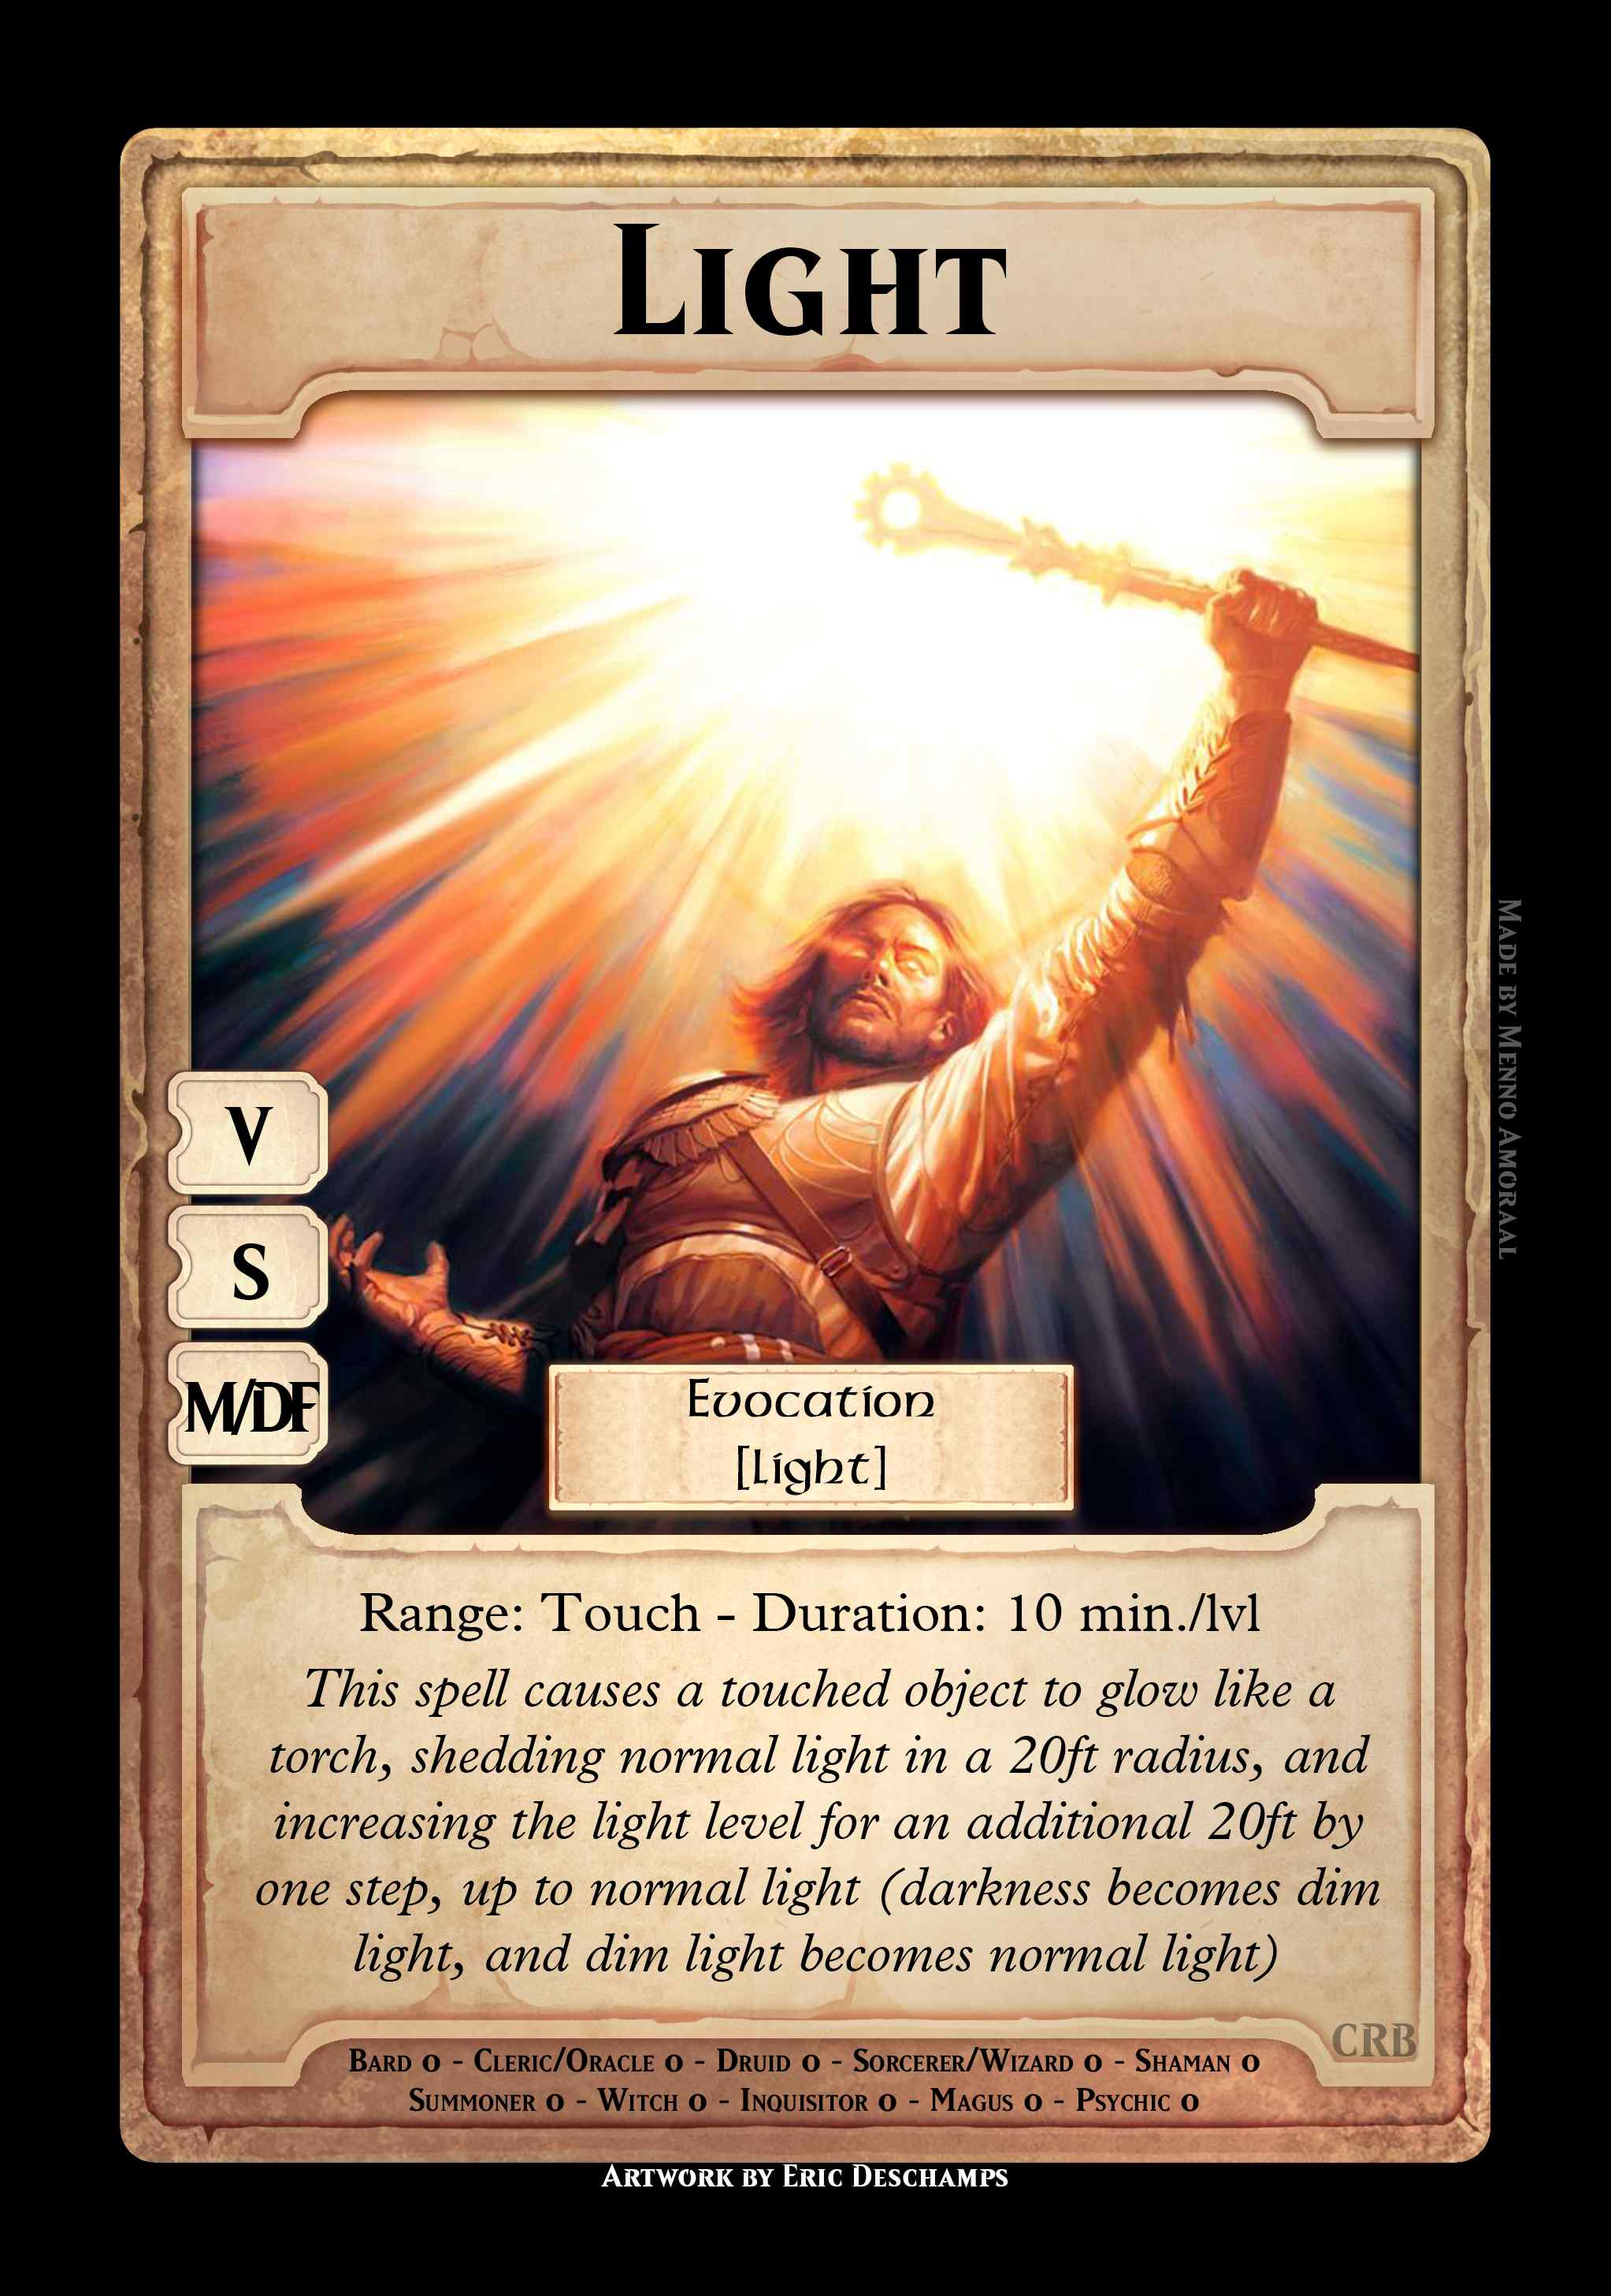 Light
V
S
M/DF
Evocation
[Light]
Range: Touch - Duration: 10 min./lvl
This spell causes a touched object to glow like a
torch, shedding normal light in a 20ft radius, and
increasing the light level for an additional 20ft by
one step, up to normal light (darkness becomes dim
light, and dim light becomes normal light)
CRB
Bard 0 - Cleric/Oracle 0 - Druid 0 - Sorcerer/Wizard 0 - Shaman 0
Summoner 0 - Witch 0 - Inquisitor 0 - Magus 0 - Psychic 0
Artwork by Eric Deschamps
Made by Menno Amoraal